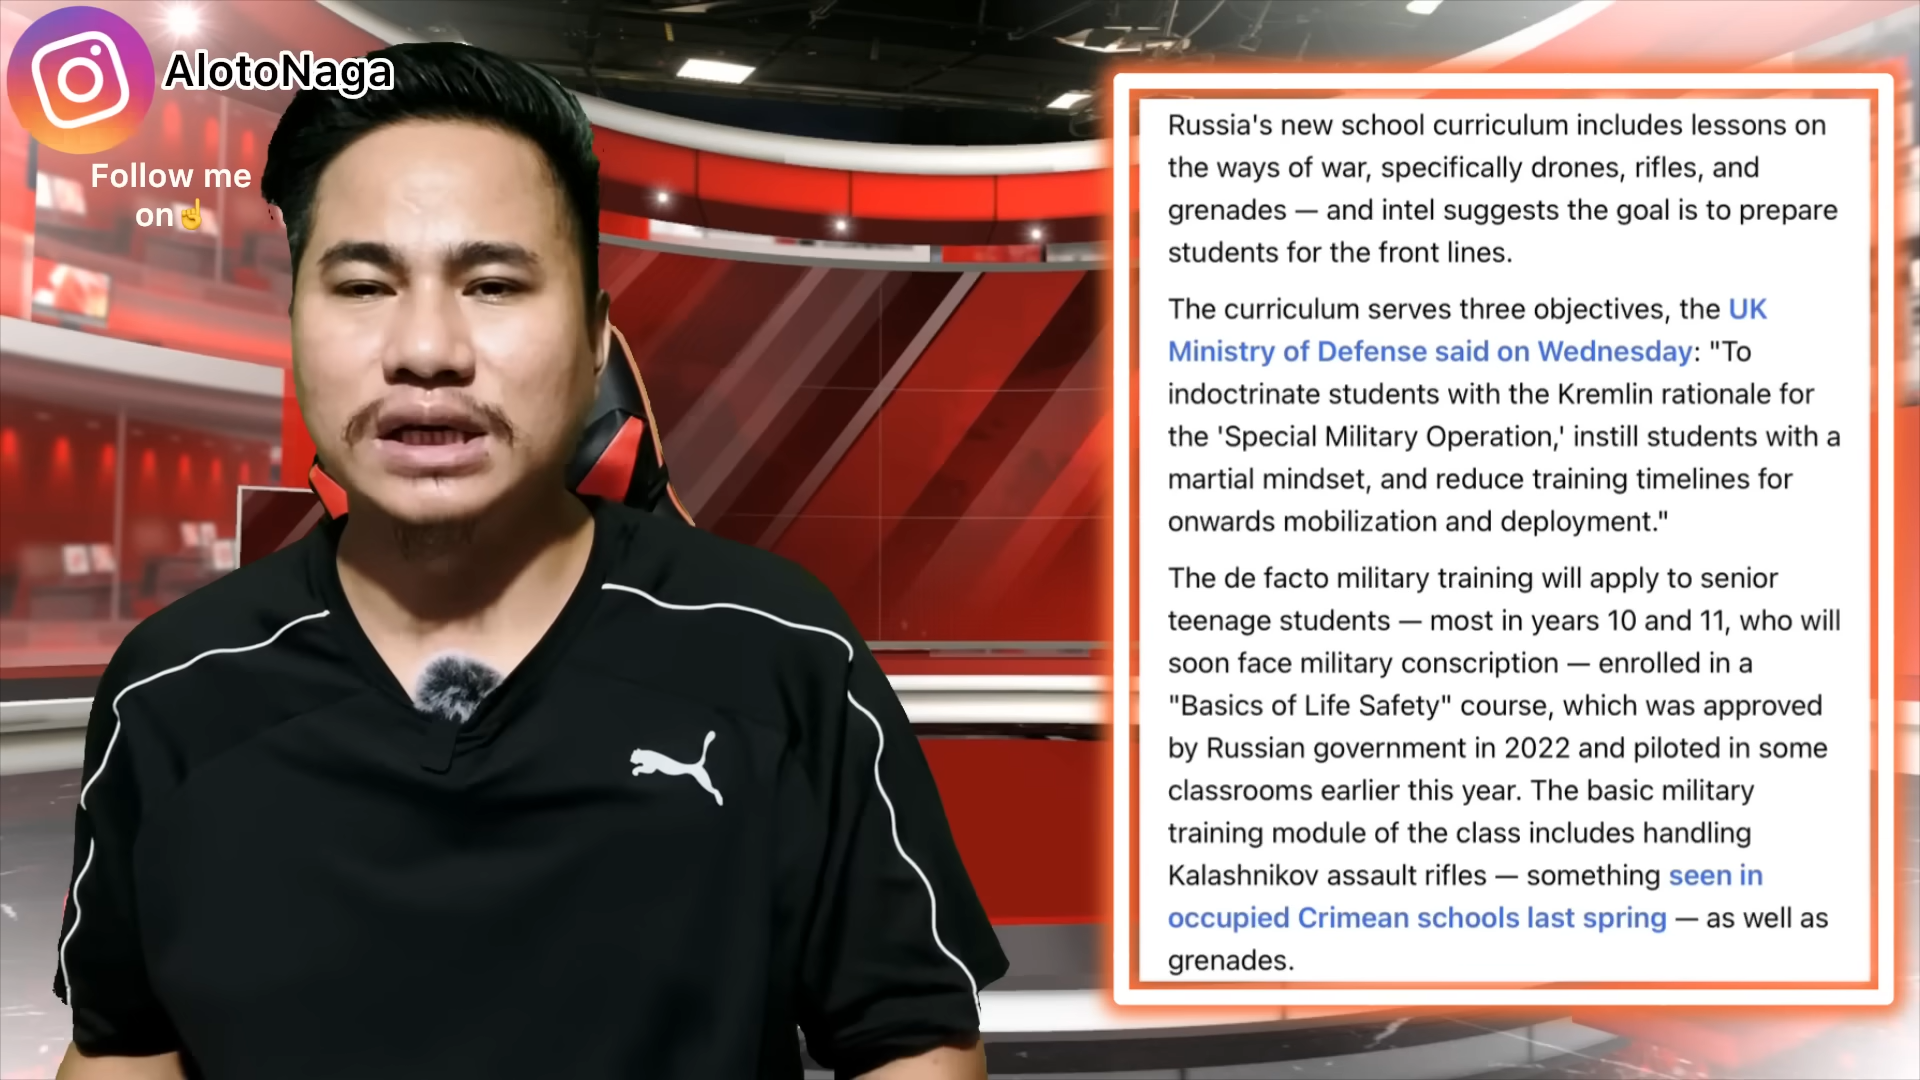 AlotoNaga
Follow me
on☝
Russia's new school curriculum includes lessons on
the ways of war, specifically drones, rifles, and
grenades — and intel suggests the goal is to prepare
students for the front lines.
The curriculum serves three objectives, the UK
Ministry of Defense said on Wednesday: "To
indoctrinate students with the Kremlin rationale for
the 'Special Military Operation,' instill students with a
martial mindset, and reduce training timelines for
onwards mobilization and deployment."
The de facto military training will apply to senior
teenage students — most in years 10 and 11, who will
soon face military conscription — enrolled in a
"Basics of Life Safety" course, which was approved
by Russian government in 2022 and piloted in some
classrooms earlier this year. The basic military
training module of the class includes handling
Kalashnikov assault rifles — something seen in
occupied Crimean schools last spring — as well as
grenades.